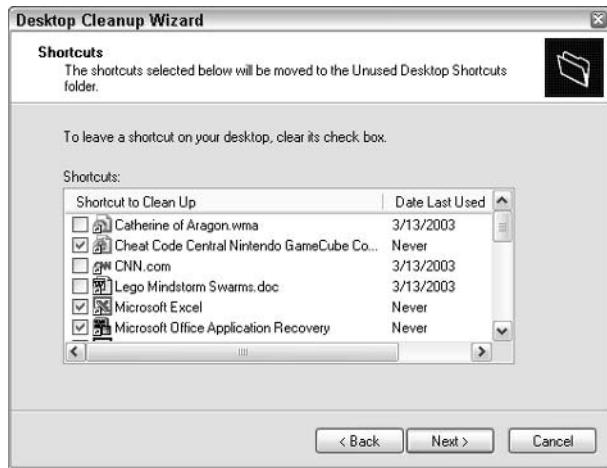 Desktop Cleanup Wizard
Shortcuts
The shortcuts selected below will be moved to the Unused Desktop Shortcuts
folder.
To leave a shortcut on your desktop, clear its check box.
Shortcuts:
Shortcut to Clean Up Date Last Used
Catherine of Aragon.wma 3/13/2003
Cheat Code Central Nintendo GameCube Co... Never
CNN.com 3/13/2003
Lego Mindstorm Swarms.doc 3/13/2003
Microsoft Excel Never
Microsoft Office Application Recovery Never
< Back Next > Cancel